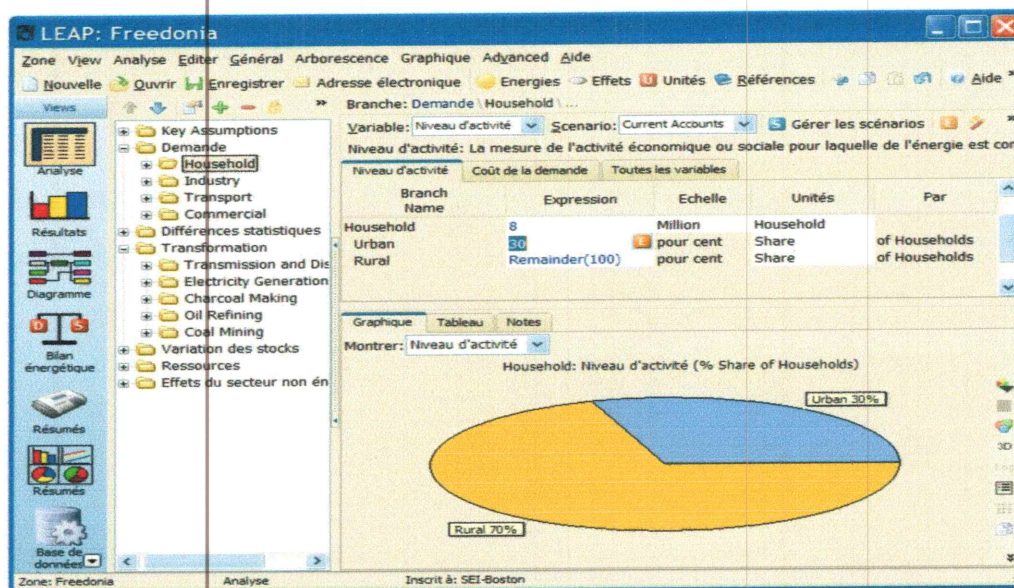 LEAP: Freedonia
Zone View Analyse Editer Général Arborescence Graphique Advanced Aide
Nouvelle Ouvrir Enregistrer Adresse électronique Energies Effets Unités Références Aide
Views
Analyse
Résultats
Diagramme
Bilan
énergétique
Résumés
Résumés
Base de
données
Key Assumptions
Demande
Household
Industry
Transport
Commercial
Différences statistiques
Transformation
Transmission and Dis
Electricity Generation
Charcoal Making
Oil Refining
Coal Mining
Variation des stocks
Ressources
Effets du secteur non én
Branche: Demande \ Household \ ...
Variable: Niveau d'activité Scenario: Current Accounts S Gérer les scénarios
Niveau d'activité: La mesure de l'activité économique ou sociale pour laquelle de l'énergie est con
Niveau d'activité Coût de la demande Toutes les variables
Branch Name Expression Echelle Unités Par
Household 8 Million Household
Urban 30 E pour cent Share of Households
Rural Remainder(100) pour cent Share of Households
Graphique Tableau Notes
Montrer: Niveau d'activité
Household: Niveau d'activité (% Share of Households)
Urban 30%
Rural 70%
3D
Zone: Freedonia Analyse Inscrit à: SEI-Boston